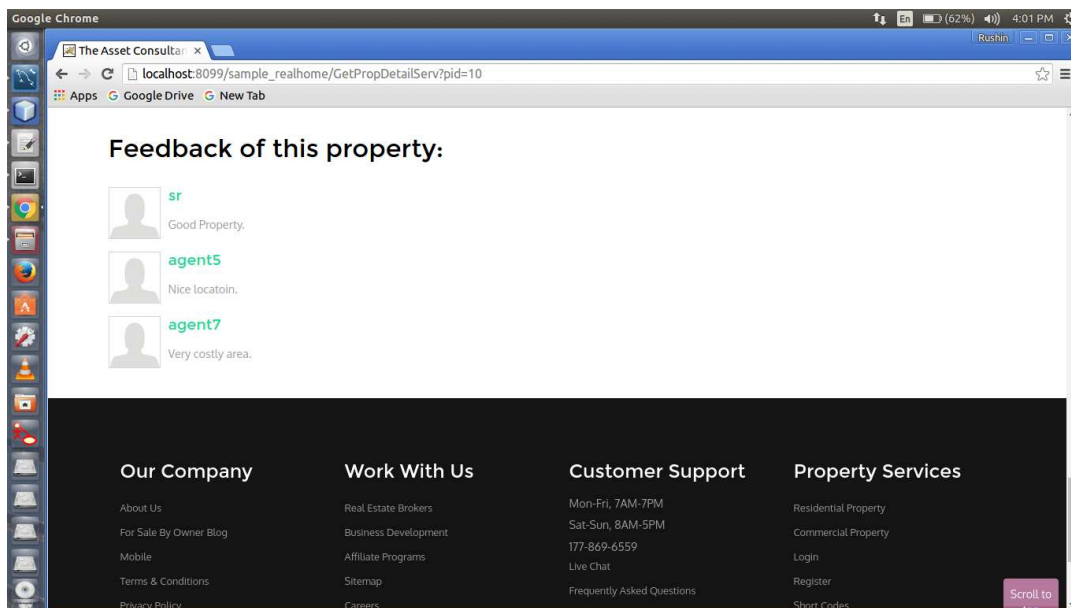 Google Chrome
En (62%) 4:01 PM
Rushin
The Asset Consultan
localhost:8099/sample_realhome/GetPropDetailServ?pid=10
Apps Google Drive New Tab
Feedback of this property:
sr
Good Property.
agent5
Nice locatoin.
agent7
Very costly area.
Our Company
About Us
For Sale By Owner Blog
Mobile
Terms & Conditions
Privacy Policy
Work With Us
Real Estate Brokers
Business Development
Affiliate Programs
Sitemap
Careers
Customer Support
Mon-Fri, 7AM-7PM
Sat-Sun, 8AM-5PM
177-869-6559
Live Chat
Frequently Asked Questions
Property Services
Residential Property
Commercial Property
Login
Register
Short Codes
Scroll to